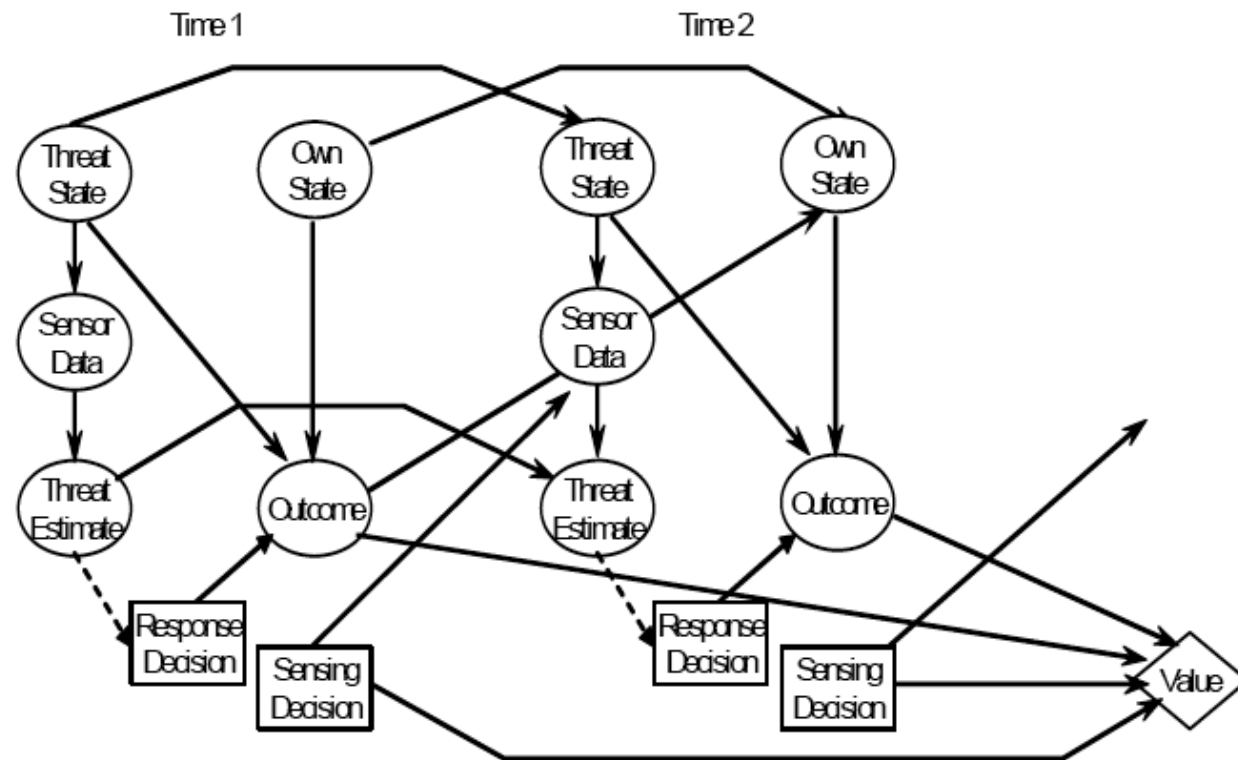 Time 1
Time 2
Threat
State
Own
State
Threat
State
Own
State
Sensor
Data
Sensor
Data
Threat
Estimate
Outcome
Threat
Estimate
Outcome
Response
Decision
Sensing
Decision
Response
Decision
Sensing
Decision
Value